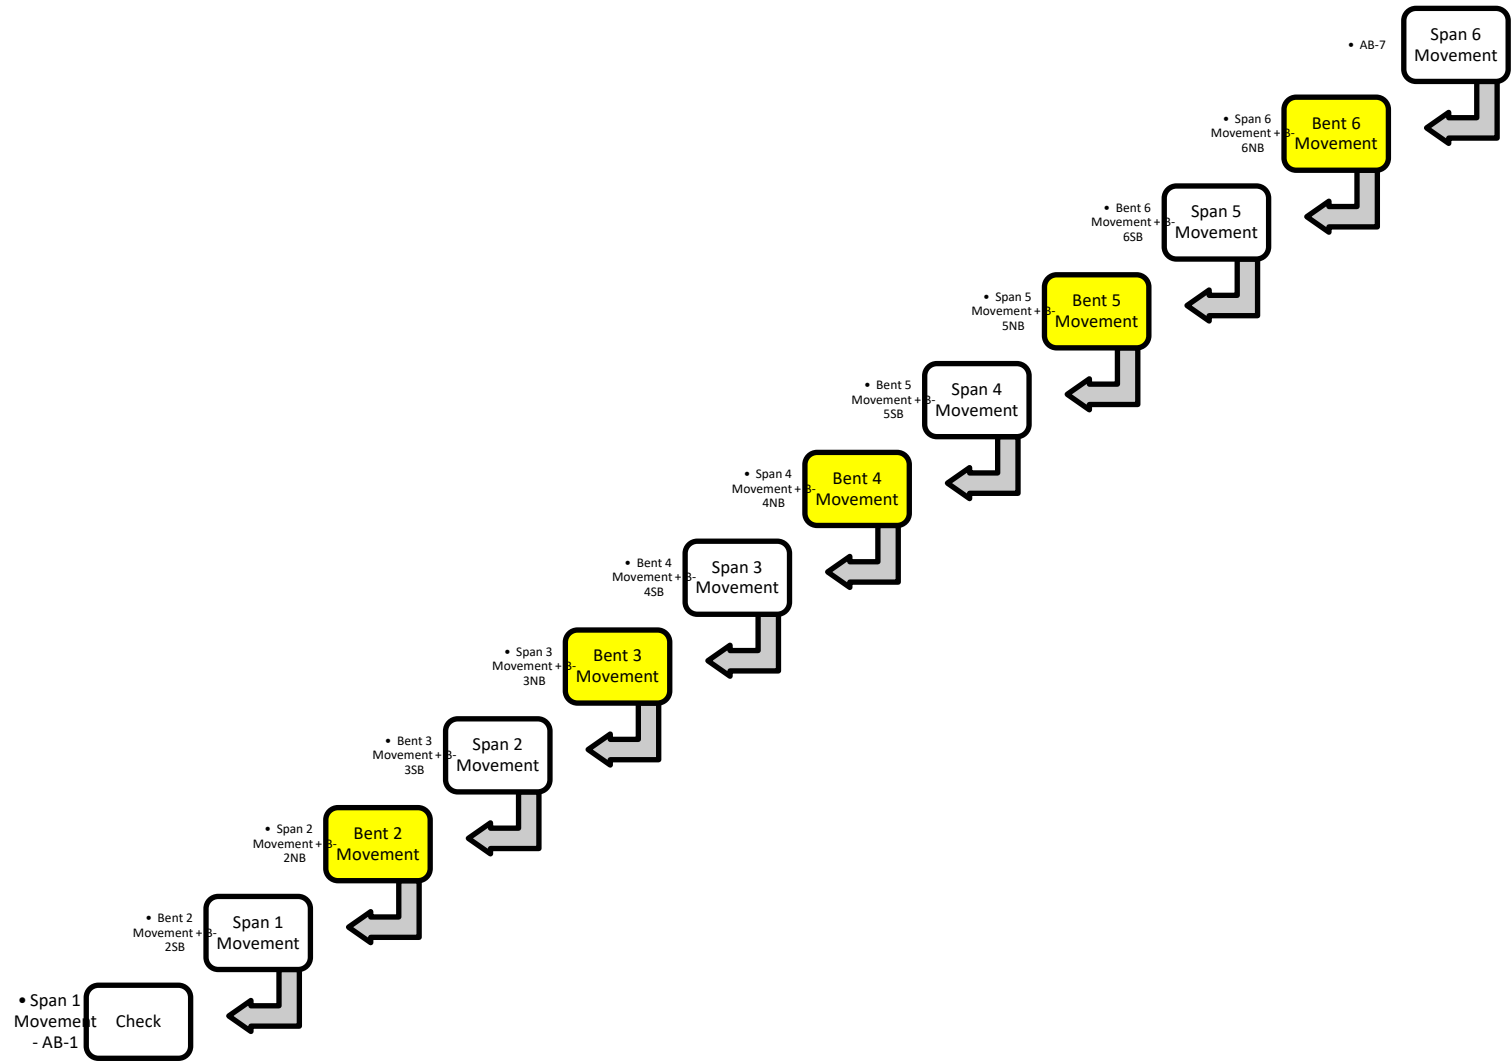 • AB-7
Span 6
Movement
• Span 6
Movement + B-
6NB
Bent 6
Movement
• Bent 6
Movement + B-
6SB
Span 5
Movement
• Span 5
Movement + B-
5NB
Bent 5
Movement
• Bent 5
Movement + B-
5SB
Span 4
Movement
• Span 4
Movement + B-
4NB
Bent 4
Movement
• Bent 4
Movement + B-
4SB
Span 3
Movement
• Span 3
Movement + B-
3NB
Bent 3
Movement
• Bent 3
Movement + B-
3SB
Span 2
Movement
• Span 2
Movement + B-
2NB
Bent 2
Movement
• Bent 2
Movement + B-
2SB
Span 1
Movement
• Span 1
Movement
- AB-1
Check